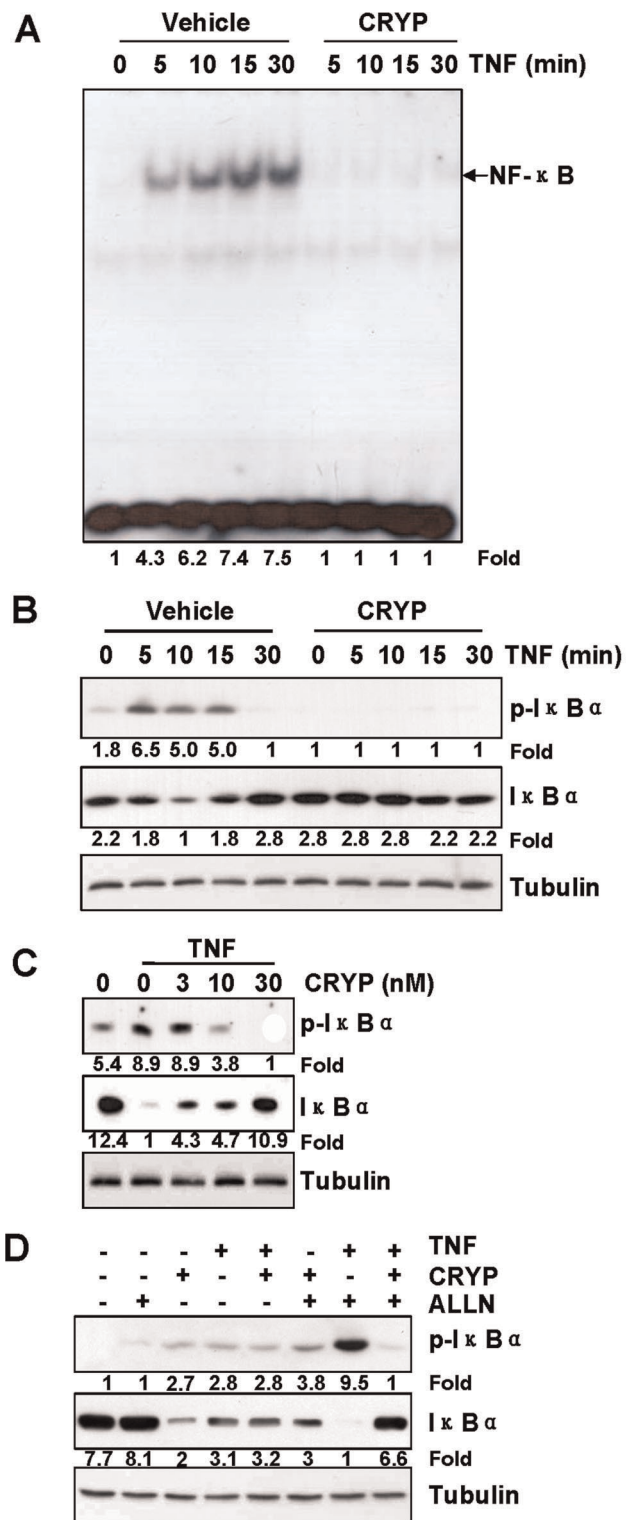 A
Vehicle CRYP
0 5 10 15 30 5 10 15 30 TNF (min)
NF-κB
1 4.3 6.2 7.4 7.5 1 1 1 1 Fold
B
Vehicle CRYP
0 5 10 15 30 0 5 10 15 30 TNF (min)
p-IκBα
1.8 6.5 5.0 5.0 1 1 1 1 1 1 Fold
IκBα
2.2 1.8 1 1.8 2.8 2.8 2.8 2.8 2.2 2.2 Fold
Tubulin
C
TNF
0 0 3 10 30 CRYP (nM)
p-IκBα
5.4 8.9 8.9 3.8 1 Fold
IκBα
12.4 1 4.3 4.7 10.9 Fold
Tubulin
D
- - - + + - + + TNF
- - + - + + - + CRYP
- + - - - + + + ALLN
p-IκBα
1 1 2.7 2.8 2.8 3.8 9.5 1 Fold
IκBα
7.7 8.1 2 3.1 3.2 3 1 6.6 Fold
Tubulin